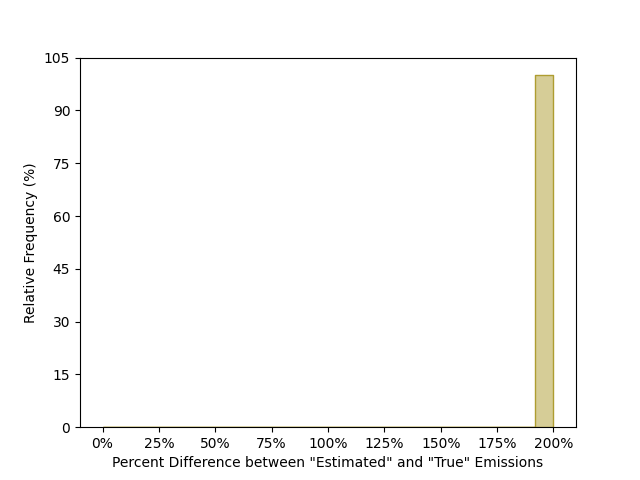 105
90
75
60
45
30
15
0
Relative Frequency (%)
0% 25% 50% 75% 100% 125% 150% 175% 200%
Percent Difference between "Estimated" and "True" Emissions